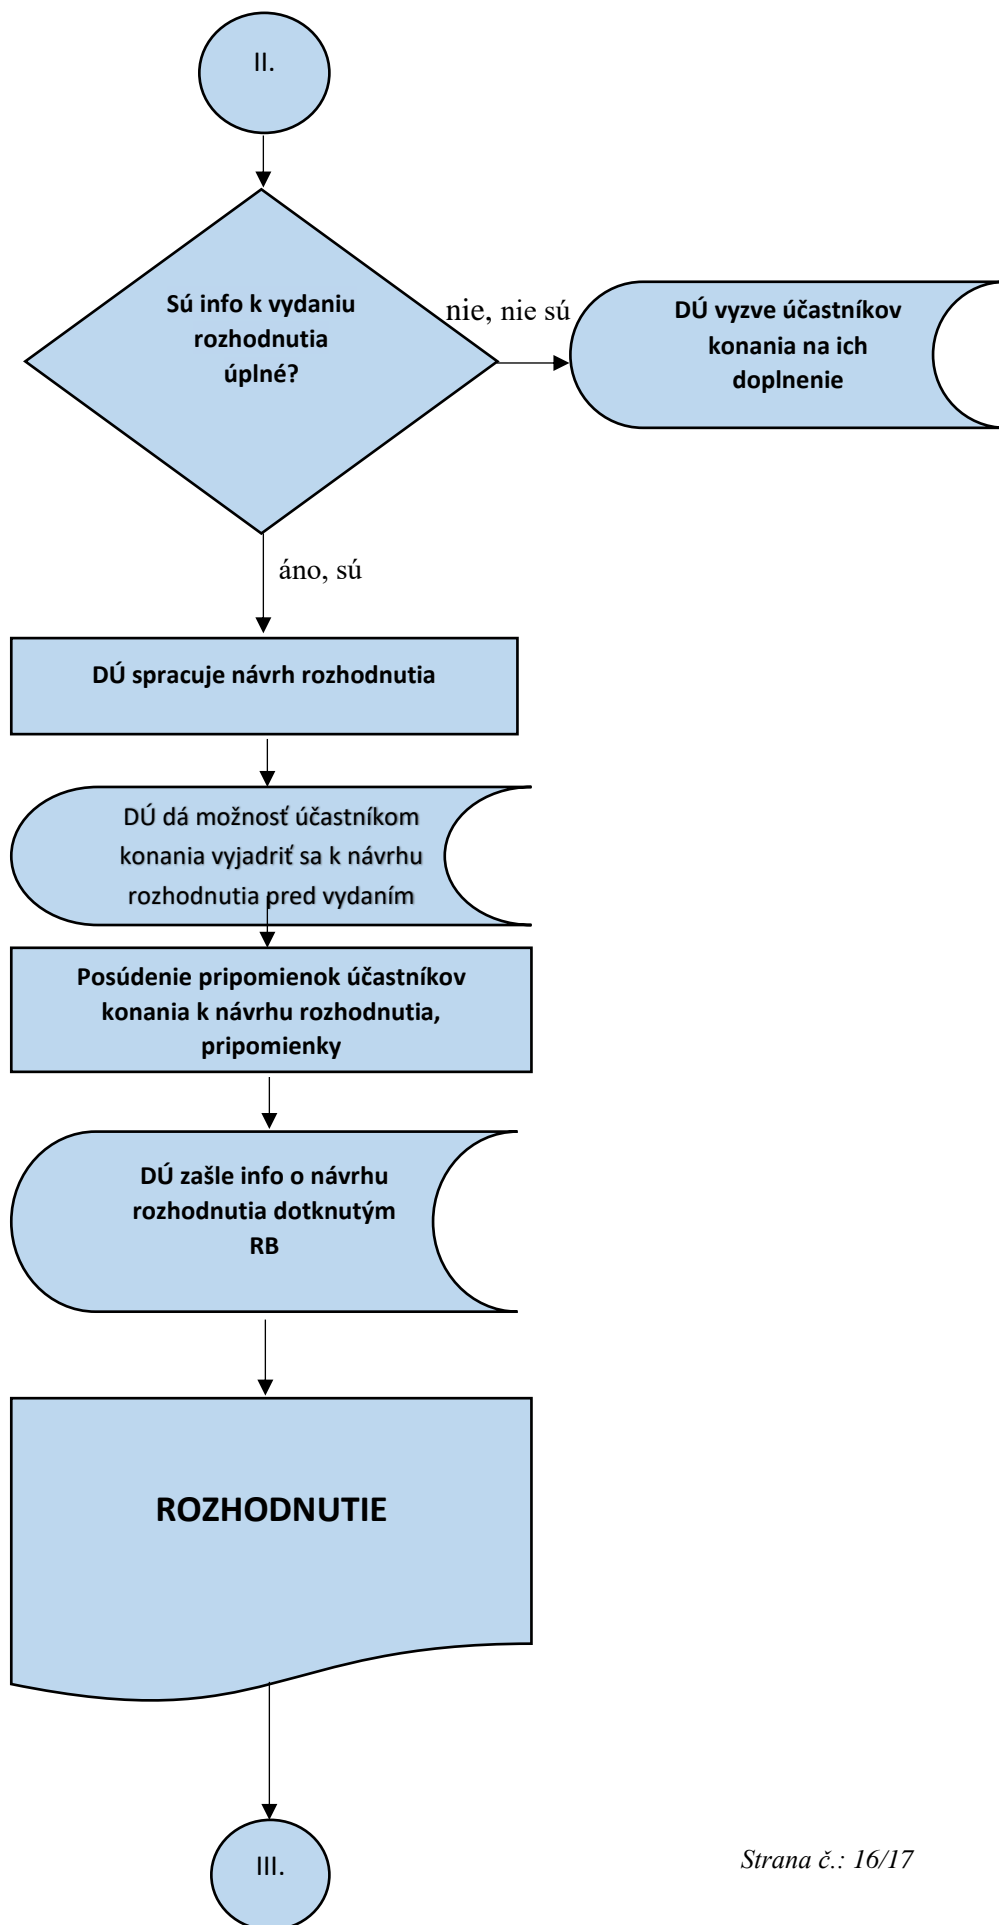 II.
Sú info k vydaniu
rozhodnutia
úplné?
nie, nie sú
DÚ vyzve účastníkov
konania na ich
doplnenie
áno, sú
DÚ spracuje návrh rozhodnutia
DÚ dá možnosť účastníkom
konania vyjadriť sa k návrhu
rozhodnutia pred vydaním
Posúdenie pripomienok účastníkov
konania k návrhu rozhodnutia,
pripomienky
DÚ zašle info o návrhu
rozhodnutia dotknutým
RB
ROZHODNUTIE
III.
Strana č.: 16/17